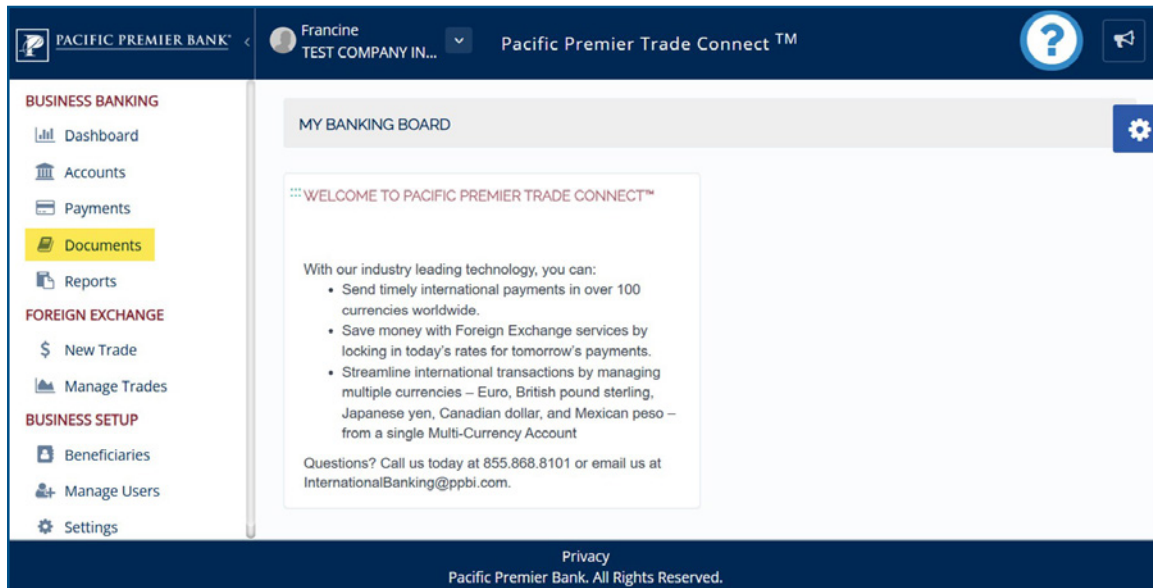 PACIFIC PREMIER BANK
Francine
TEST COMPANY IN...
Pacific Premier Trade Connect TM
?
BUSINESS BANKING
Dashboard
Accounts
Payments
Documents
Reports
FOREIGN EXCHANGE
$ New Trade
Manage Trades
BUSINESS SETUP
Beneficiaries
Manage Users
Settings
MY BANKING BOARD
WELCOME TO PACIFIC PREMIER TRADE CONNECT™
With our industry leading technology, you can:
• Send timely international payments in over 100
currencies worldwide.
• Save money with Foreign Exchange services by
locking in today's rates for tomorrow's payments.
• Streamline international transactions by managing
multiple currencies – Euro, British pound sterling,
Japanese yen, Canadian dollar, and Mexican peso –
from a single Multi-Currency Account
Questions? Call us today at 855.868.8101 or email us at
InternationalBanking@ppbi.com.
Privacy
Pacific Premier Bank. All Rights Reserved.